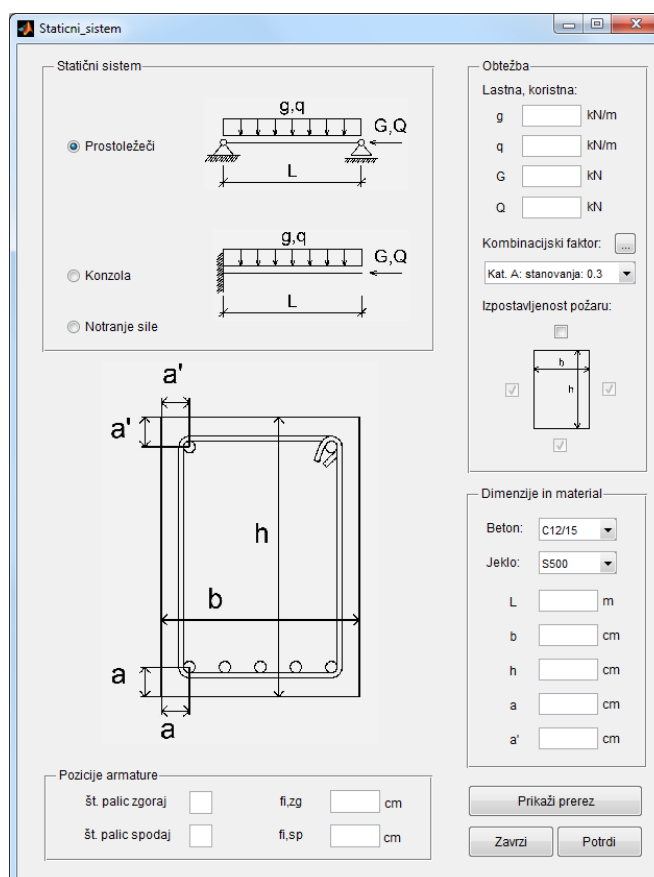 Staticni_sistem
Statični sistem
g,q
G,Q
Prostoležeči
L
g,q
G,Q
Konzola
L
Notranje sile
a'
a'
h
b
a
a
Pozicije armature
št. palic zgoraj
fi,zg
cm
št. palic spodaj
fi,sp
cm
Obtežba
Lastna, koristna:
g
kN/m
q
kN/m
G
kN
Q
kN
Kombinacijski faktor:
...
Kat. A: stanovanja: 0.3
Izpostavljenost požaru:
b
h
Dimenzije in material
Beton:
C12/15
Jeklo:
S500
L
m
b
cm
h
cm
a
cm
a'
cm
Prikaži prerez
Zavrzi
Potrdi